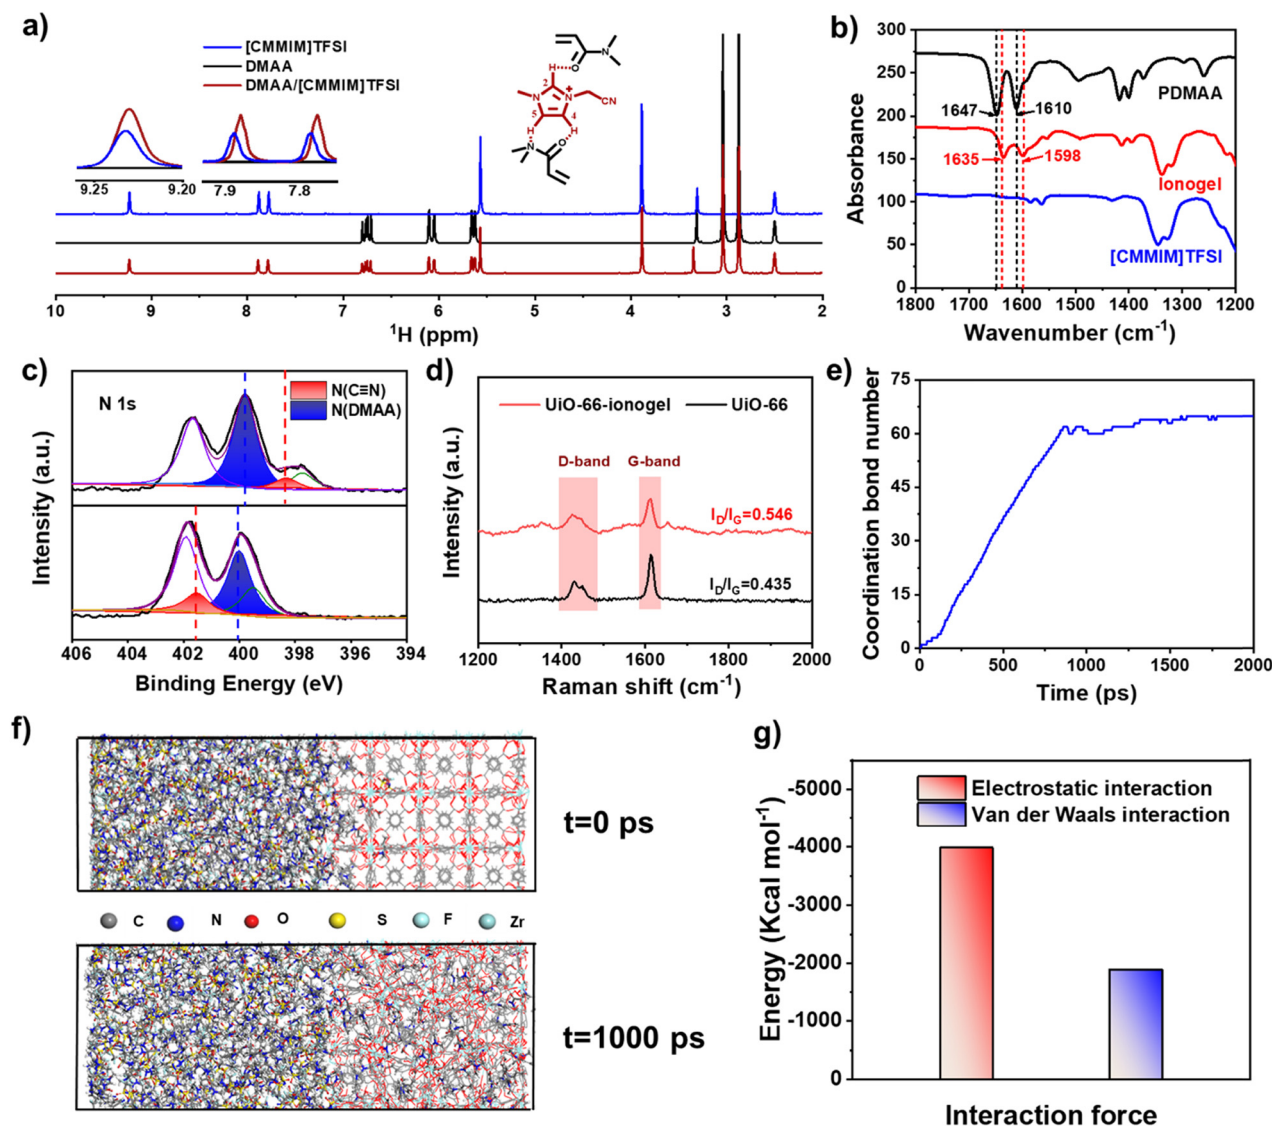 a)
[CMMIM]TFSI
DMAA
DMAA/[CMMIM]TFSI
9.25 9.20
7.9 7.8
O N
H
2
N N +
CN
5 4
H H
N O
10 9 8 7 6 5 4 3 2
¹H (ppm)
b)
300
250
200
150
100
50
0
1647 1610
PDMAA
1635 1598
Ionogel
[CMMIM]TFSI
1800 1700 1600 1500 1400 1300 1200
Absorbance
Wavenumber (cm⁻¹)
c)
N 1s
N(C≡N)
N(DMAA)
406 404 402 400 398 396 394
Intensity (a.u.)
Binding Energy (eV)
d)
UiO-66-ionogel UiO-66
D-band G-band
I_D/I_G=0.546
I_D/I_G=0.435
1200 1400 1600 1800 2000
Intensity (a.u.)
Raman shift (cm⁻¹)
e)
75
60
45
30
15
0
0 500 1000 1500 2000
Coordination bond number
Time (ps)
f)
t=0 ps
C N O S F Zr
t=1000 ps
g)
Electrostatic interaction
Van der Waals interaction
-5000
-4000
-3000
-2000
-1000
0
Energy (Kcal mol⁻¹)
Interaction force